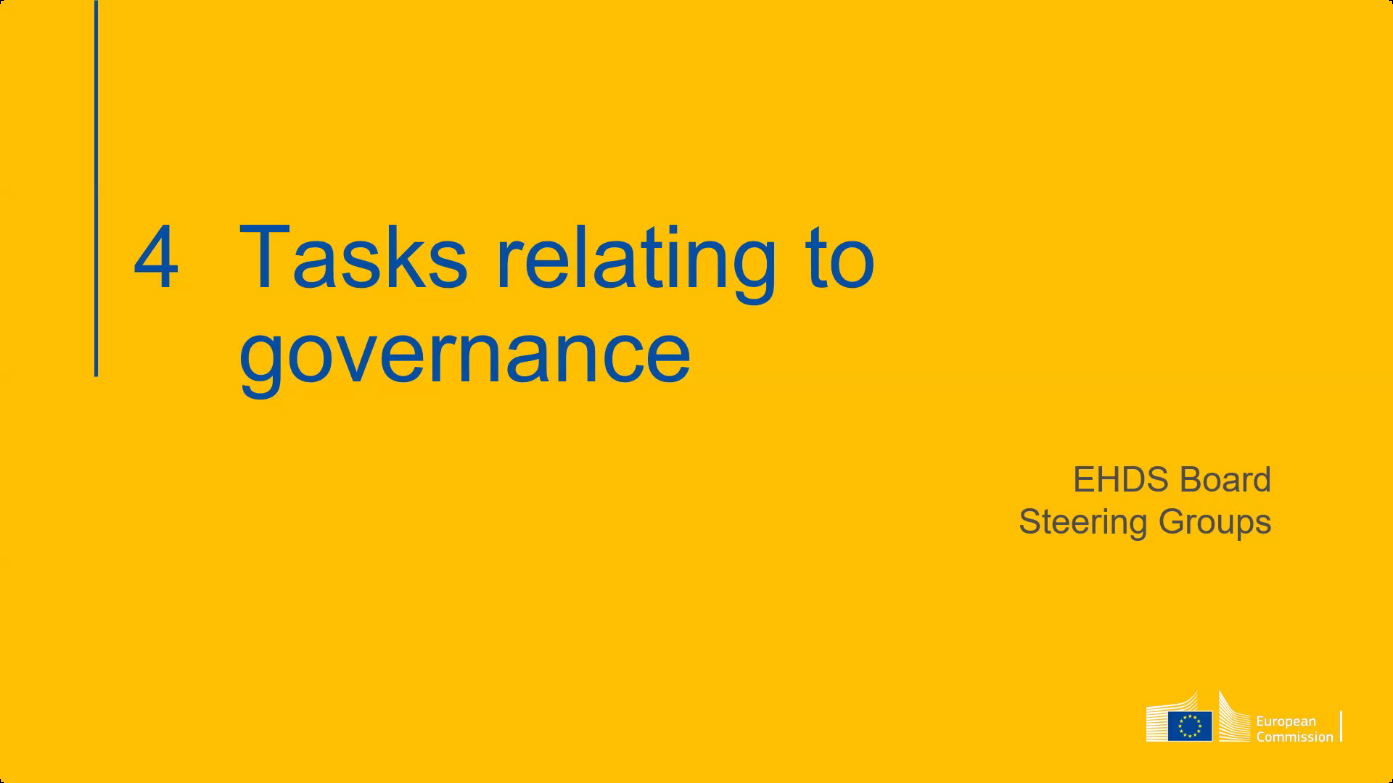 4 Tasks relating to
governance
EHDS Board
Steering Groups
European
Commission